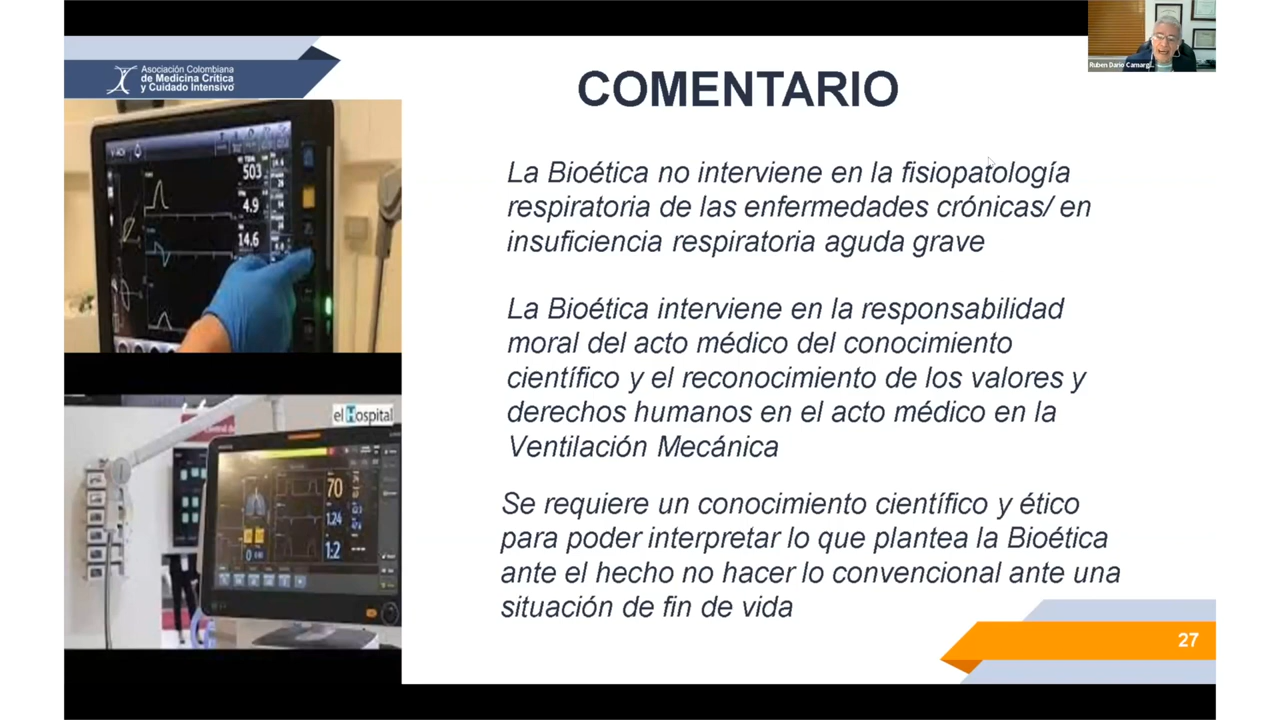 Asociación Colombiana
de Medicina Crítica
y Cuidado Intensivo
COMENTARIO
Ruben Dario Camarg...
La Bioética no interviene en la fisiopatología
respiratoria de las enfermedades crónicas/ en
insuficiencia respiratoria aguda grave
La Bioética interviene en la responsabilidad
moral del acto médico del conocimiento
científico y el reconocimiento de los valores y
derechos humanos en el acto médico en la
Ventilación Mecánica
Se requiere un conocimiento científico y ético
para poder interpretar lo que plantea la Bioética
ante el hecho no hacer lo convencional ante una
situación de fin de vida
503
4.9
14.6
el Hospital
70
1.24
1:2
27